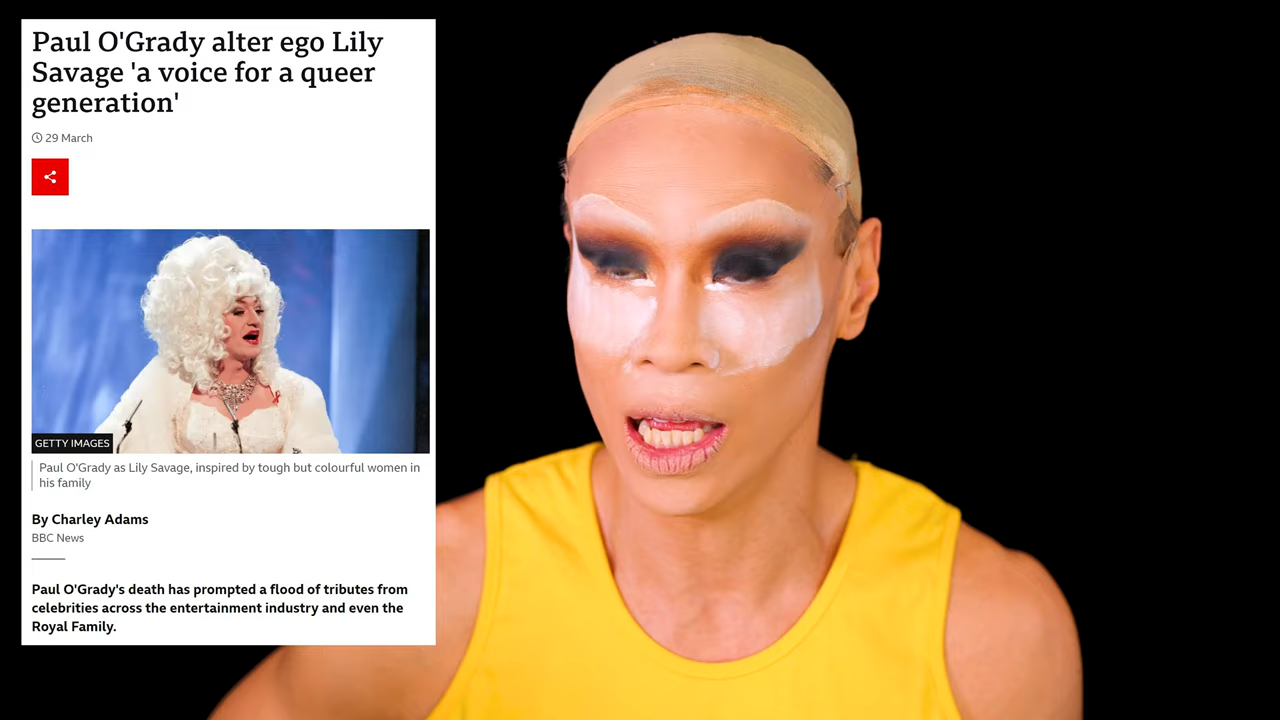 Paul O'Grady alter ego Lily
Savage 'a voice for a queer
generation'
29 March
GETTY IMAGES
Paul O'Grady as Lily Savage, inspired by tough but colourful women in
his family
By Charley Adams
BBC News
Paul O'Grady's death has prompted a flood of tributes from
celebrities across the entertainment industry and even the
Royal Family.